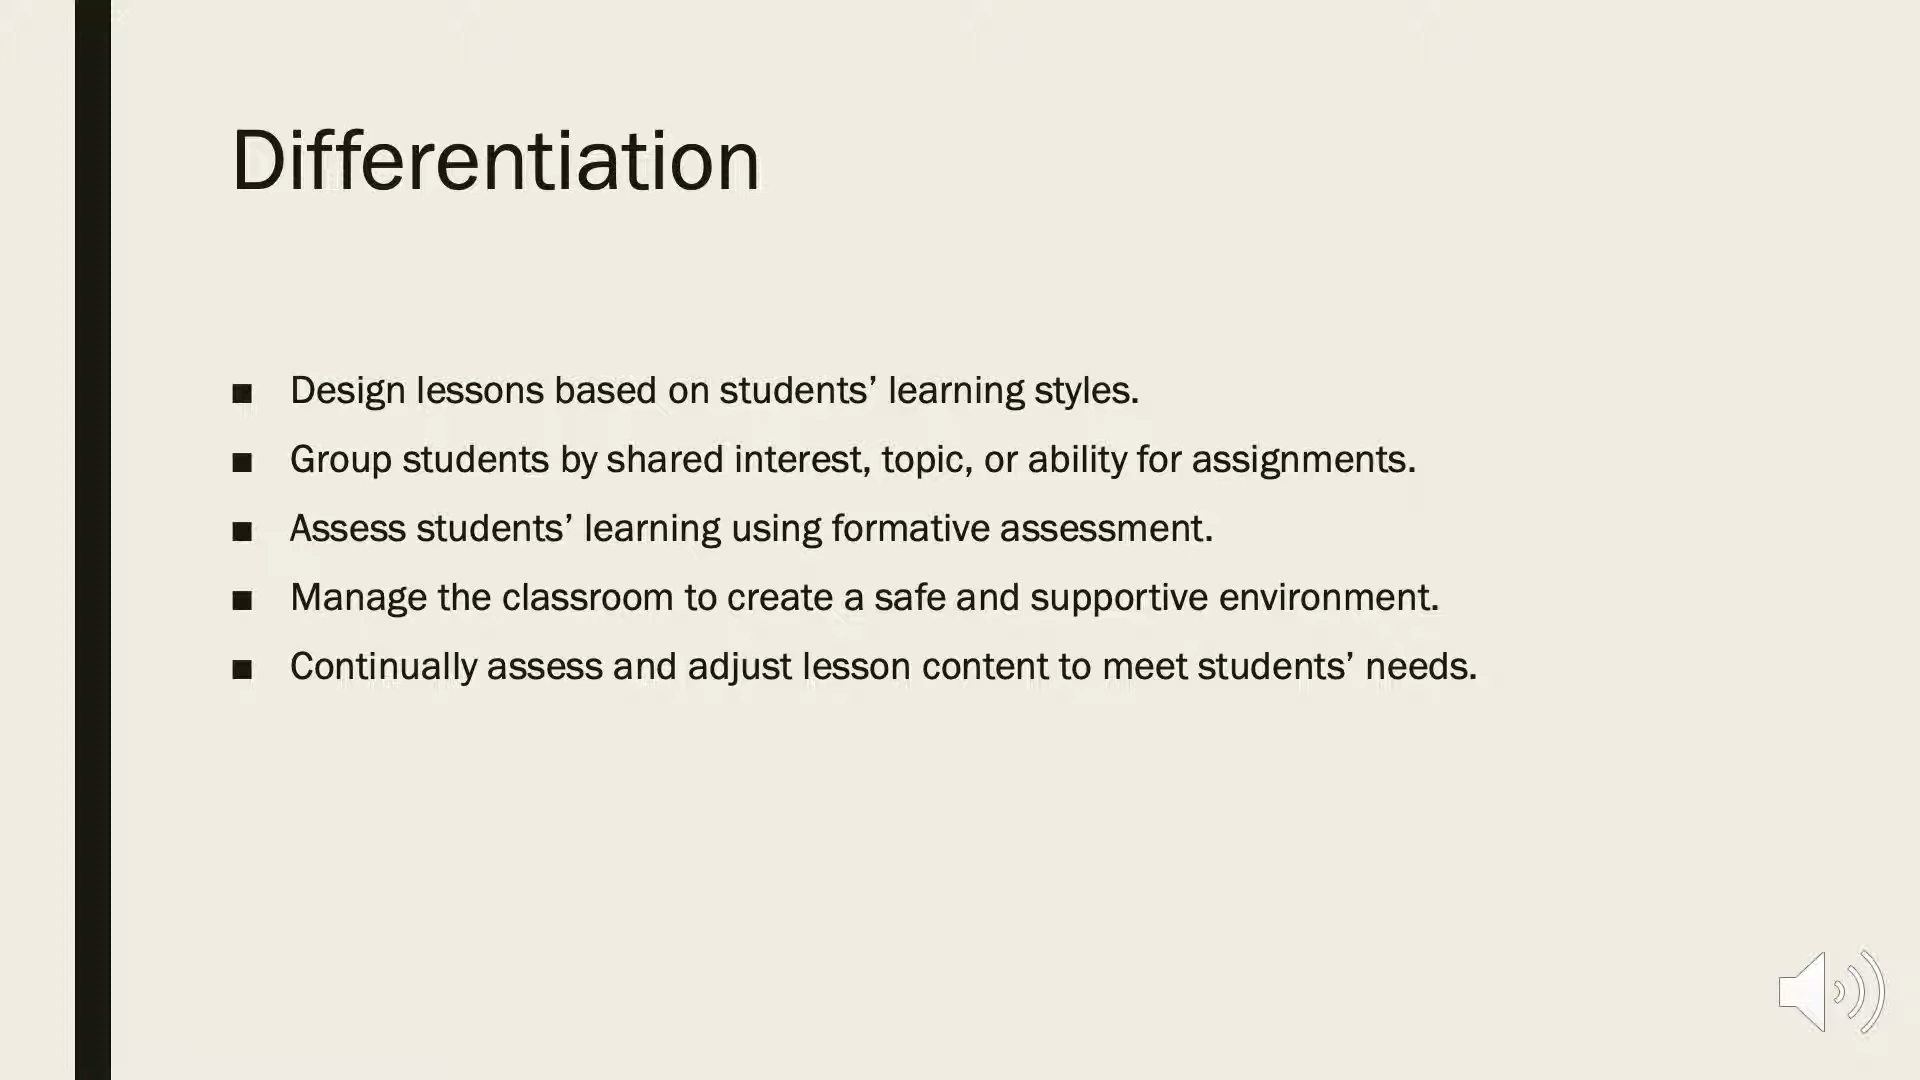 Differentiation
■ Design lessons based on students’ learning styles.
■ Group students by shared interest, topic, or ability for assignments.
■ Assess students’ learning using formative assessment.
■ Manage the classroom to create a safe and supportive environment.
■ Continually assess and adjust lesson content to meet students’ needs.